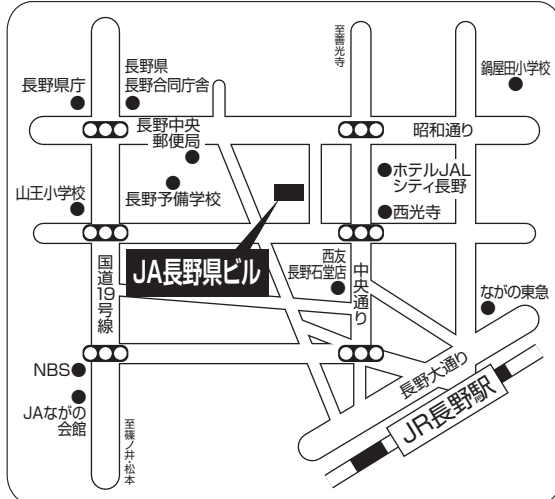 至善光寺
長野県
長野合同庁舎
長野県庁
鍋屋田小学校
長野中央
郵便局
昭和通り
ホテルJAL
シティ長野
山王小学校
長野予備学校
西光寺
JA長野県ビル
国道19号線
西友
長野石堂店
中央通り
ながの東急
NBS
長野大通り
JAながの
会館
JR長野駅
至篠ノ井・松本